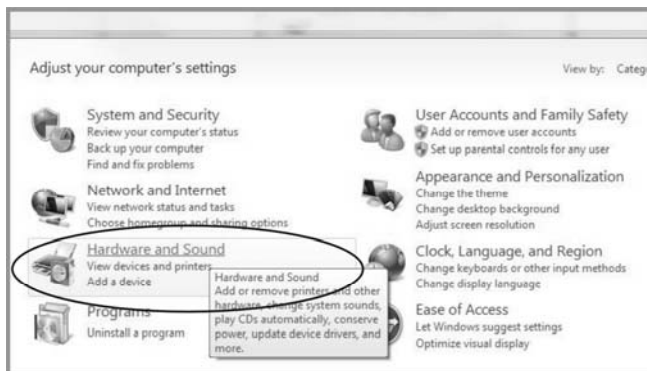 Adjust your computer's settings
View by: Catego
System and Security
Review your computer's status
Back up your computer
Find and fix problems
Network and Internet
View network status and tasks
Choose homegroup and sharing options
Hardware and Sound
View devices and printers
Add a device
Hardware and Sound
Add or remove printers and other
hardware, change system sounds,
play CDs automatically, conserve
power, update device drivers, and
more.
Programs
Uninstall a program
User Accounts and Family Safety
Add or remove user accounts
Set up parental controls for any user
Appearance and Personalization
Change the theme
Change desktop background
Adjust screen resolution
Clock, Language, and Region
Change keyboards or other input methods
Change display language
Ease of Access
Let Windows suggest settings
Optimize visual display